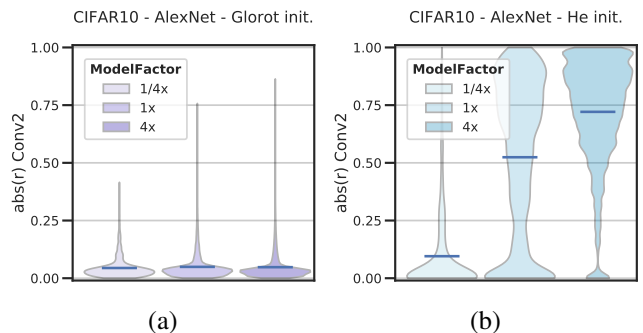 CIFAR10 - AlexNet - Glorot init.
abs(r) Conv2
1.00
0.75
0.50
0.25
0.00
ModelFactor
1/4x
1x
4x
(a)
CIFAR10 - AlexNet - He init.
abs(r) Conv2
1.00
0.75
0.50
0.25
0.00
ModelFactor
1/4x
1x
4x
(b)